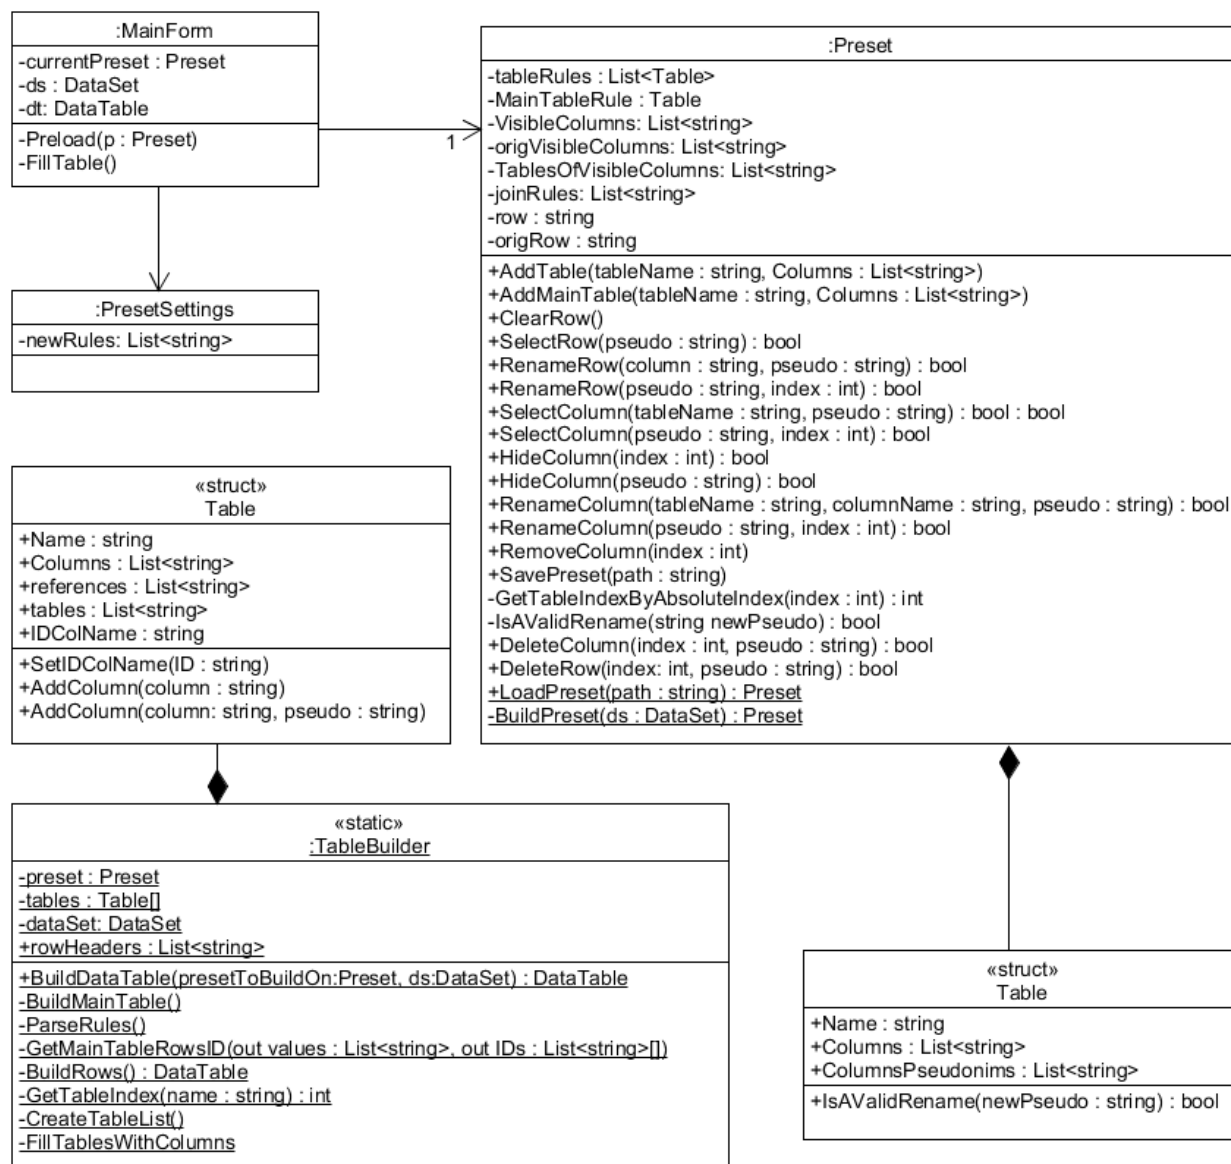 :MainForm
-currentPreset : Preset
-ds : DataSet
-dt: DataTable
-Preload(p : Preset)
-FillTable()
1
:PresetSettings
-newRules: List<string>
:Preset
-tableRules : List<Table>
-MainTableRule : Table
-VisibleColumns: List<string>
-origVisibleColumns: List<string>
-TablesOfVisibleColumns: List<string>
-joinRules: List<string>
-row : string
-origRow : string
+AddTable(tableName : string, Columns : List<string>)
+AddMainTable(tableName : string, Columns : List<string>)
+ClearRow()
+SelectRow(pseudo : string) : bool
+RenameRow(column : string, pseudo : string) : bool
+RenameRow(pseudo : string, index : int) : bool
+SelectColumn(tableName : string, pseudo : string) : bool : bool
+SelectColumn(pseudo : string, index : int) : bool
+HideColumn(index : int) : bool
+HideColumn(pseudo : string) : bool
+RenameColumn(tableName : string, columnName : string, pseudo : string) : bool
+RenameColumn(pseudo : string, index : int) : bool
+RemoveColumn(index : int)
+SavePreset(path : string)
-GetTableIndexByAbsoluteIndex(index : int) : int
-IsAValidRename(string newPseudo) : bool
+DeleteColumn(index : int, pseudo : string) : bool
+DeleteRow(index: int, pseudo : string) : bool
+LoadPreset(path : string) : Preset
-BuildPreset(ds : DataSet) : Preset
«struct»
Table
+Name : string
+Columns : List<string>
+references : List<string>
+tables : List<string>
+IDColName : string
+SetIDColName(ID : string)
+AddColumn(column : string)
+AddColumn(column: string, pseudo : string)
«static»
:TableBuilder
-preset : Preset
-tables : Table[]
-dataSet: DataSet
+rowHeaders : List<string>
+BuildDataTable(presetToBuildOn:Preset, ds:DataSet) : DataTable
-BuildMainTable()
-ParseRules()
-GetMainTableRowsID(out values : List<string>, out IDs : List<string>[])
-BuildRows() : DataTable
-GetTableIndex(name : string) : int
-CreateTableList()
-FillTablesWithColumns
«struct»
Table
+Name : string
+Columns : List<string>
+ColumnsPseudonims : List<string>
+IsAValidRename(newPseudo : string) : bool